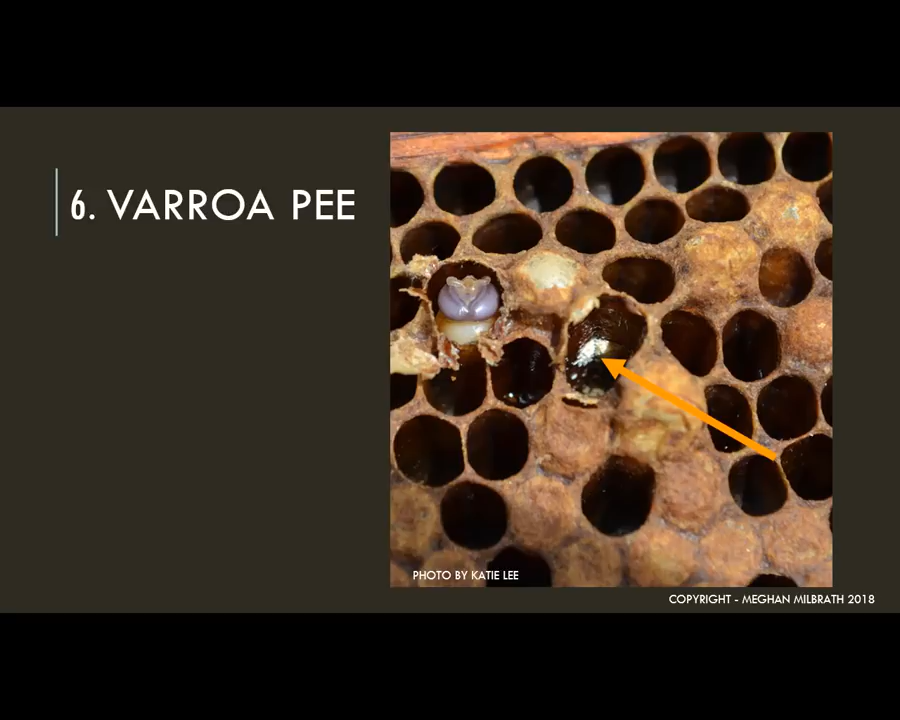 6. VARROA PEE
PHOTO BY KATIE LEE
COPYRIGHT - MEGHAN MILBRATH 2018